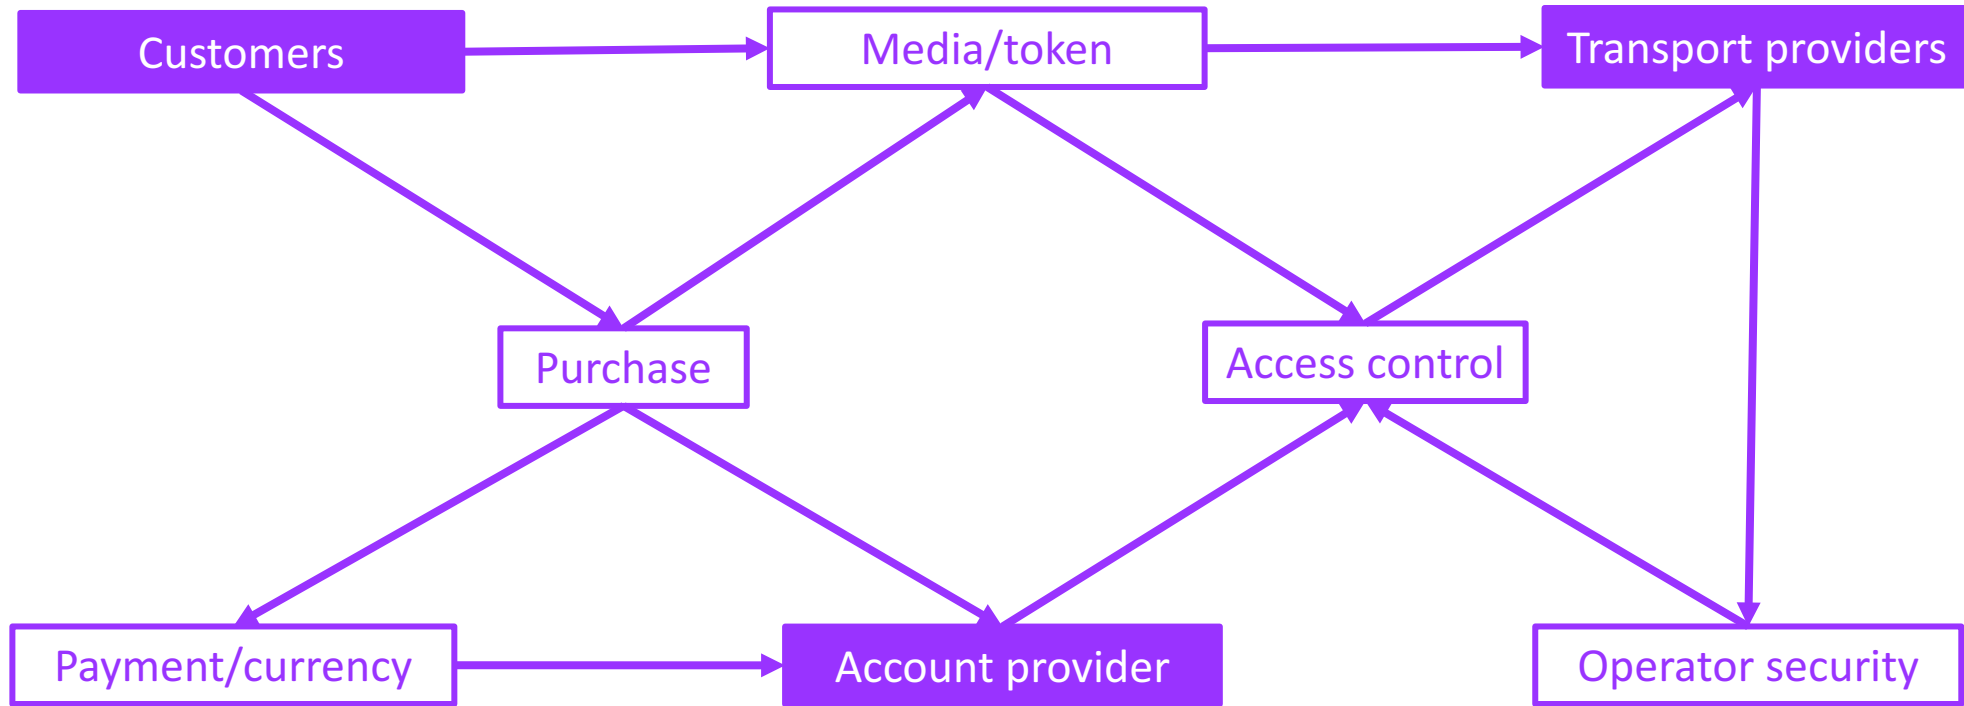 Customers
Media/token
Transport providers
Purchase
Access control
Payment/currency
Account provider
Operator security